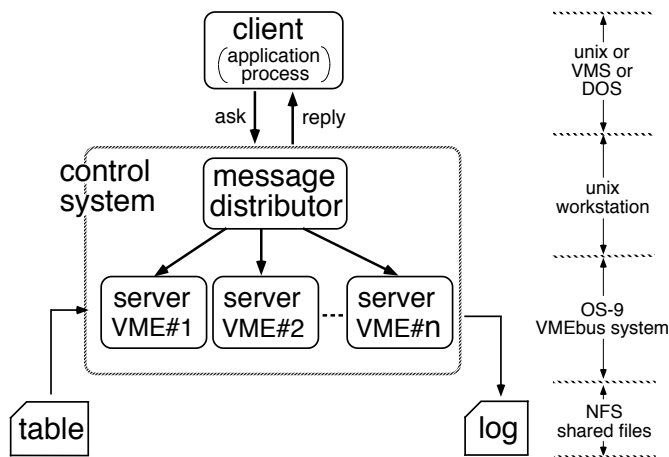 client
(application
process)
ask
reply
control
system
message
distributor
server
VME#1
server
VME#2
server
VME#n
table
log
unix or
VMS or
DOS
unix
workstation
OS-9
VMEbus system
NFS
shared files